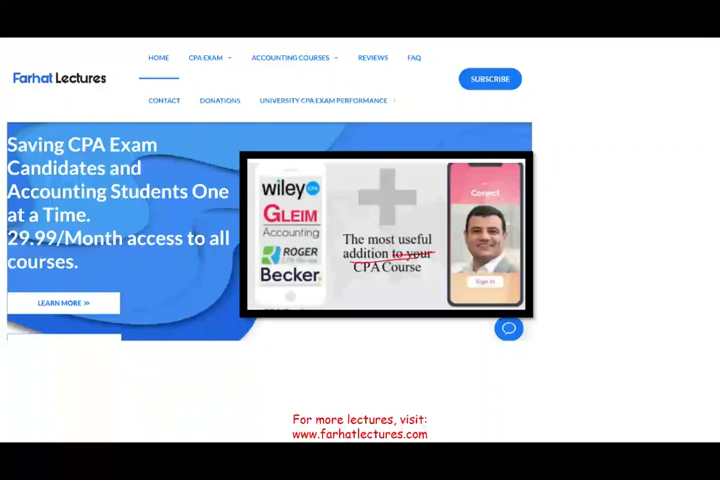 HOME CPA EXAM ACCOUNTING COURSES REVIEWS FAQ
Farhat Lectures
SUBSCRIBE
CONTACT DONATIONS UNIVERSITY CPA EXAM PERFORMANCE
Saving CPA Exam
Candidates and
Accounting Students One
at a Time.
29.99/Month access to all
courses.
LEARN MORE »
wiley CPA
GLEIM
Accounting
ROGER
Becker.
The most useful
addition to your
CPA Course
Conect
Sign in
For more lectures, visit:
www.farhatlectures.com